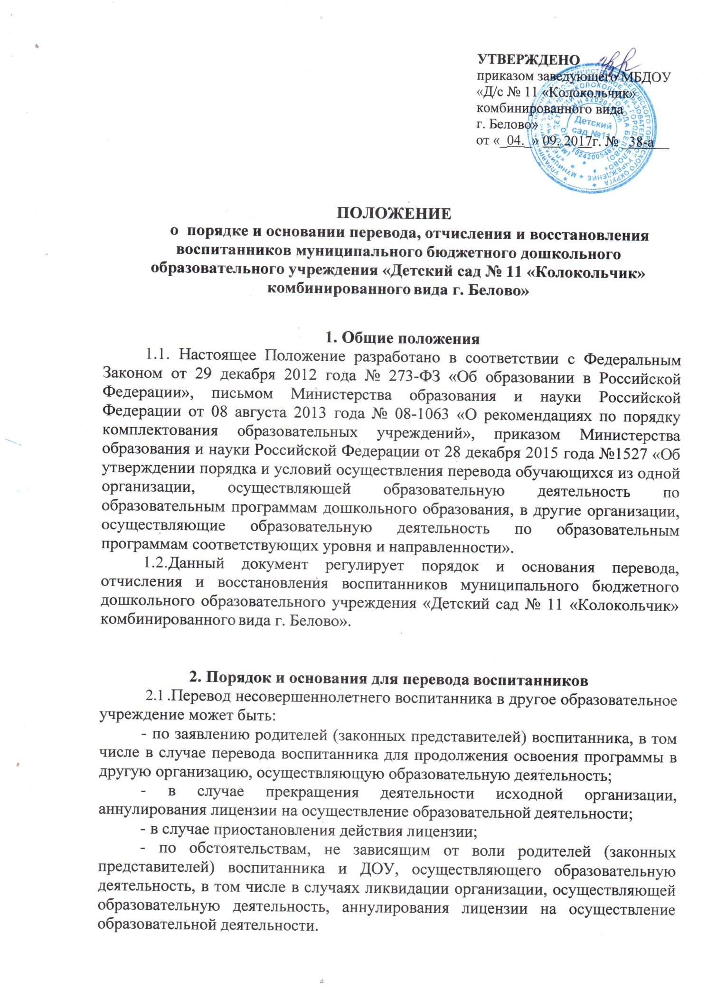 УТВЕРЖДЕНО
приказом заведующего МБДОУ
«Д/с № 11 «Колокольчик»
комбинированного вида
г. Белово»
от «_04._» 09. 2017г. № _38-а__
Детский
сад №11
ПОЛОЖЕНИЕ
о порядке и основании перевода, отчисления и восстановления
воспитанников муниципального бюджетного дошкольного
образовательного учреждения «Детский сад № 11 «Колокольчик»
комбинированного вида г. Белово»
1. Общие положения
1.1. Настоящее Положение разработано в соответствии с Федеральным
Законом от 29 декабря 2012 года № 273-ФЗ «Об образовании в Российской
Федерации», письмом Министерства образования и науки Российской
Федерации от 08 августа 2013 года № 08-1063 «О рекомендациях по порядку
комплектования образовательных учреждений», приказом Министерства
образования и науки Российской Федерации от 28 декабря 2015 года №1527 «Об
утверждении порядка и условий осуществления перевода обучающихся из одной
организации, осуществляющей образовательную деятельность по
образовательным программам дошкольного образования, в другие организации,
осуществляющие образовательную деятельность по образовательным
программам соответствующих уровня и направленности».
1.2.Данный документ регулирует порядок и основания перевода,
отчисления и восстановления воспитанников муниципального бюджетного
дошкольного образовательного учреждения «Детский сад № 11 «Колокольчик»
комбинированного вида г. Белово».
2. Порядок и основания для перевода воспитанников
2.1 .Перевод несовершеннолетнего воспитанника в другое образовательное
учреждение может быть:
- по заявлению родителей (законных представителей) воспитанника, в том
числе в случае перевода воспитанника для продолжения освоения программы в
другую организацию, осуществляющую образовательную деятельность;
- в случае прекращения деятельности исходной организации,
аннулирования лицензии на осуществление образовательной деятельности;
- в случае приостановления действия лицензии;
- по обстоятельствам, не зависящим от воли родителей (законных
представителей) воспитанника и ДОУ, осуществляющего образовательную
деятельность, в том числе в случаях ликвидации организации, осуществляющей
образовательную деятельность, аннулирования лицензии на осуществление
образовательной деятельности.